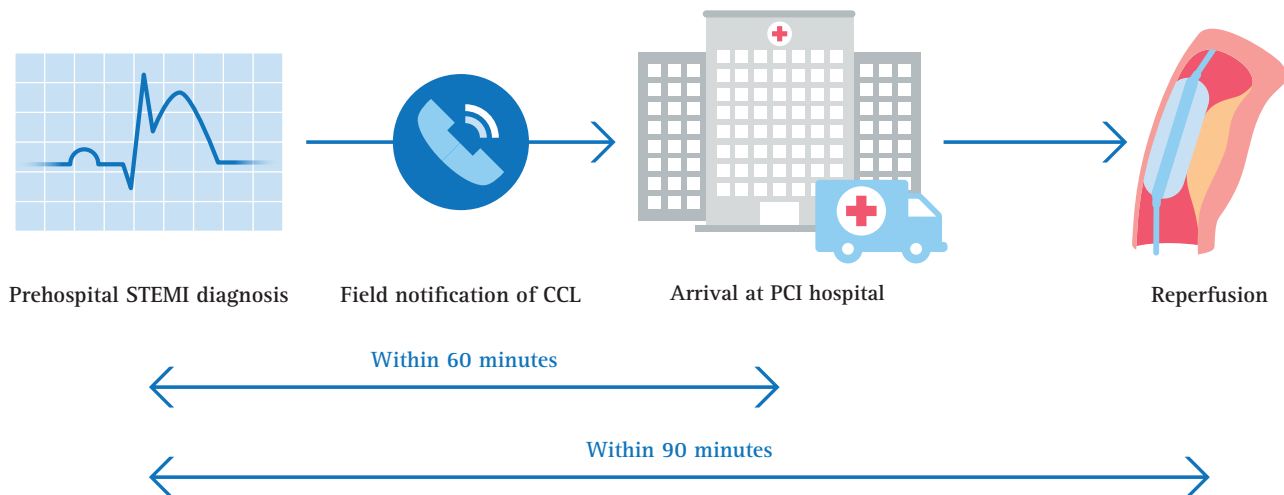 Prehospital STEMI diagnosis
Field notification of CCL
Arrival at PCI hospital
Reperfusion
Within 60 minutes
Within 90 minutes